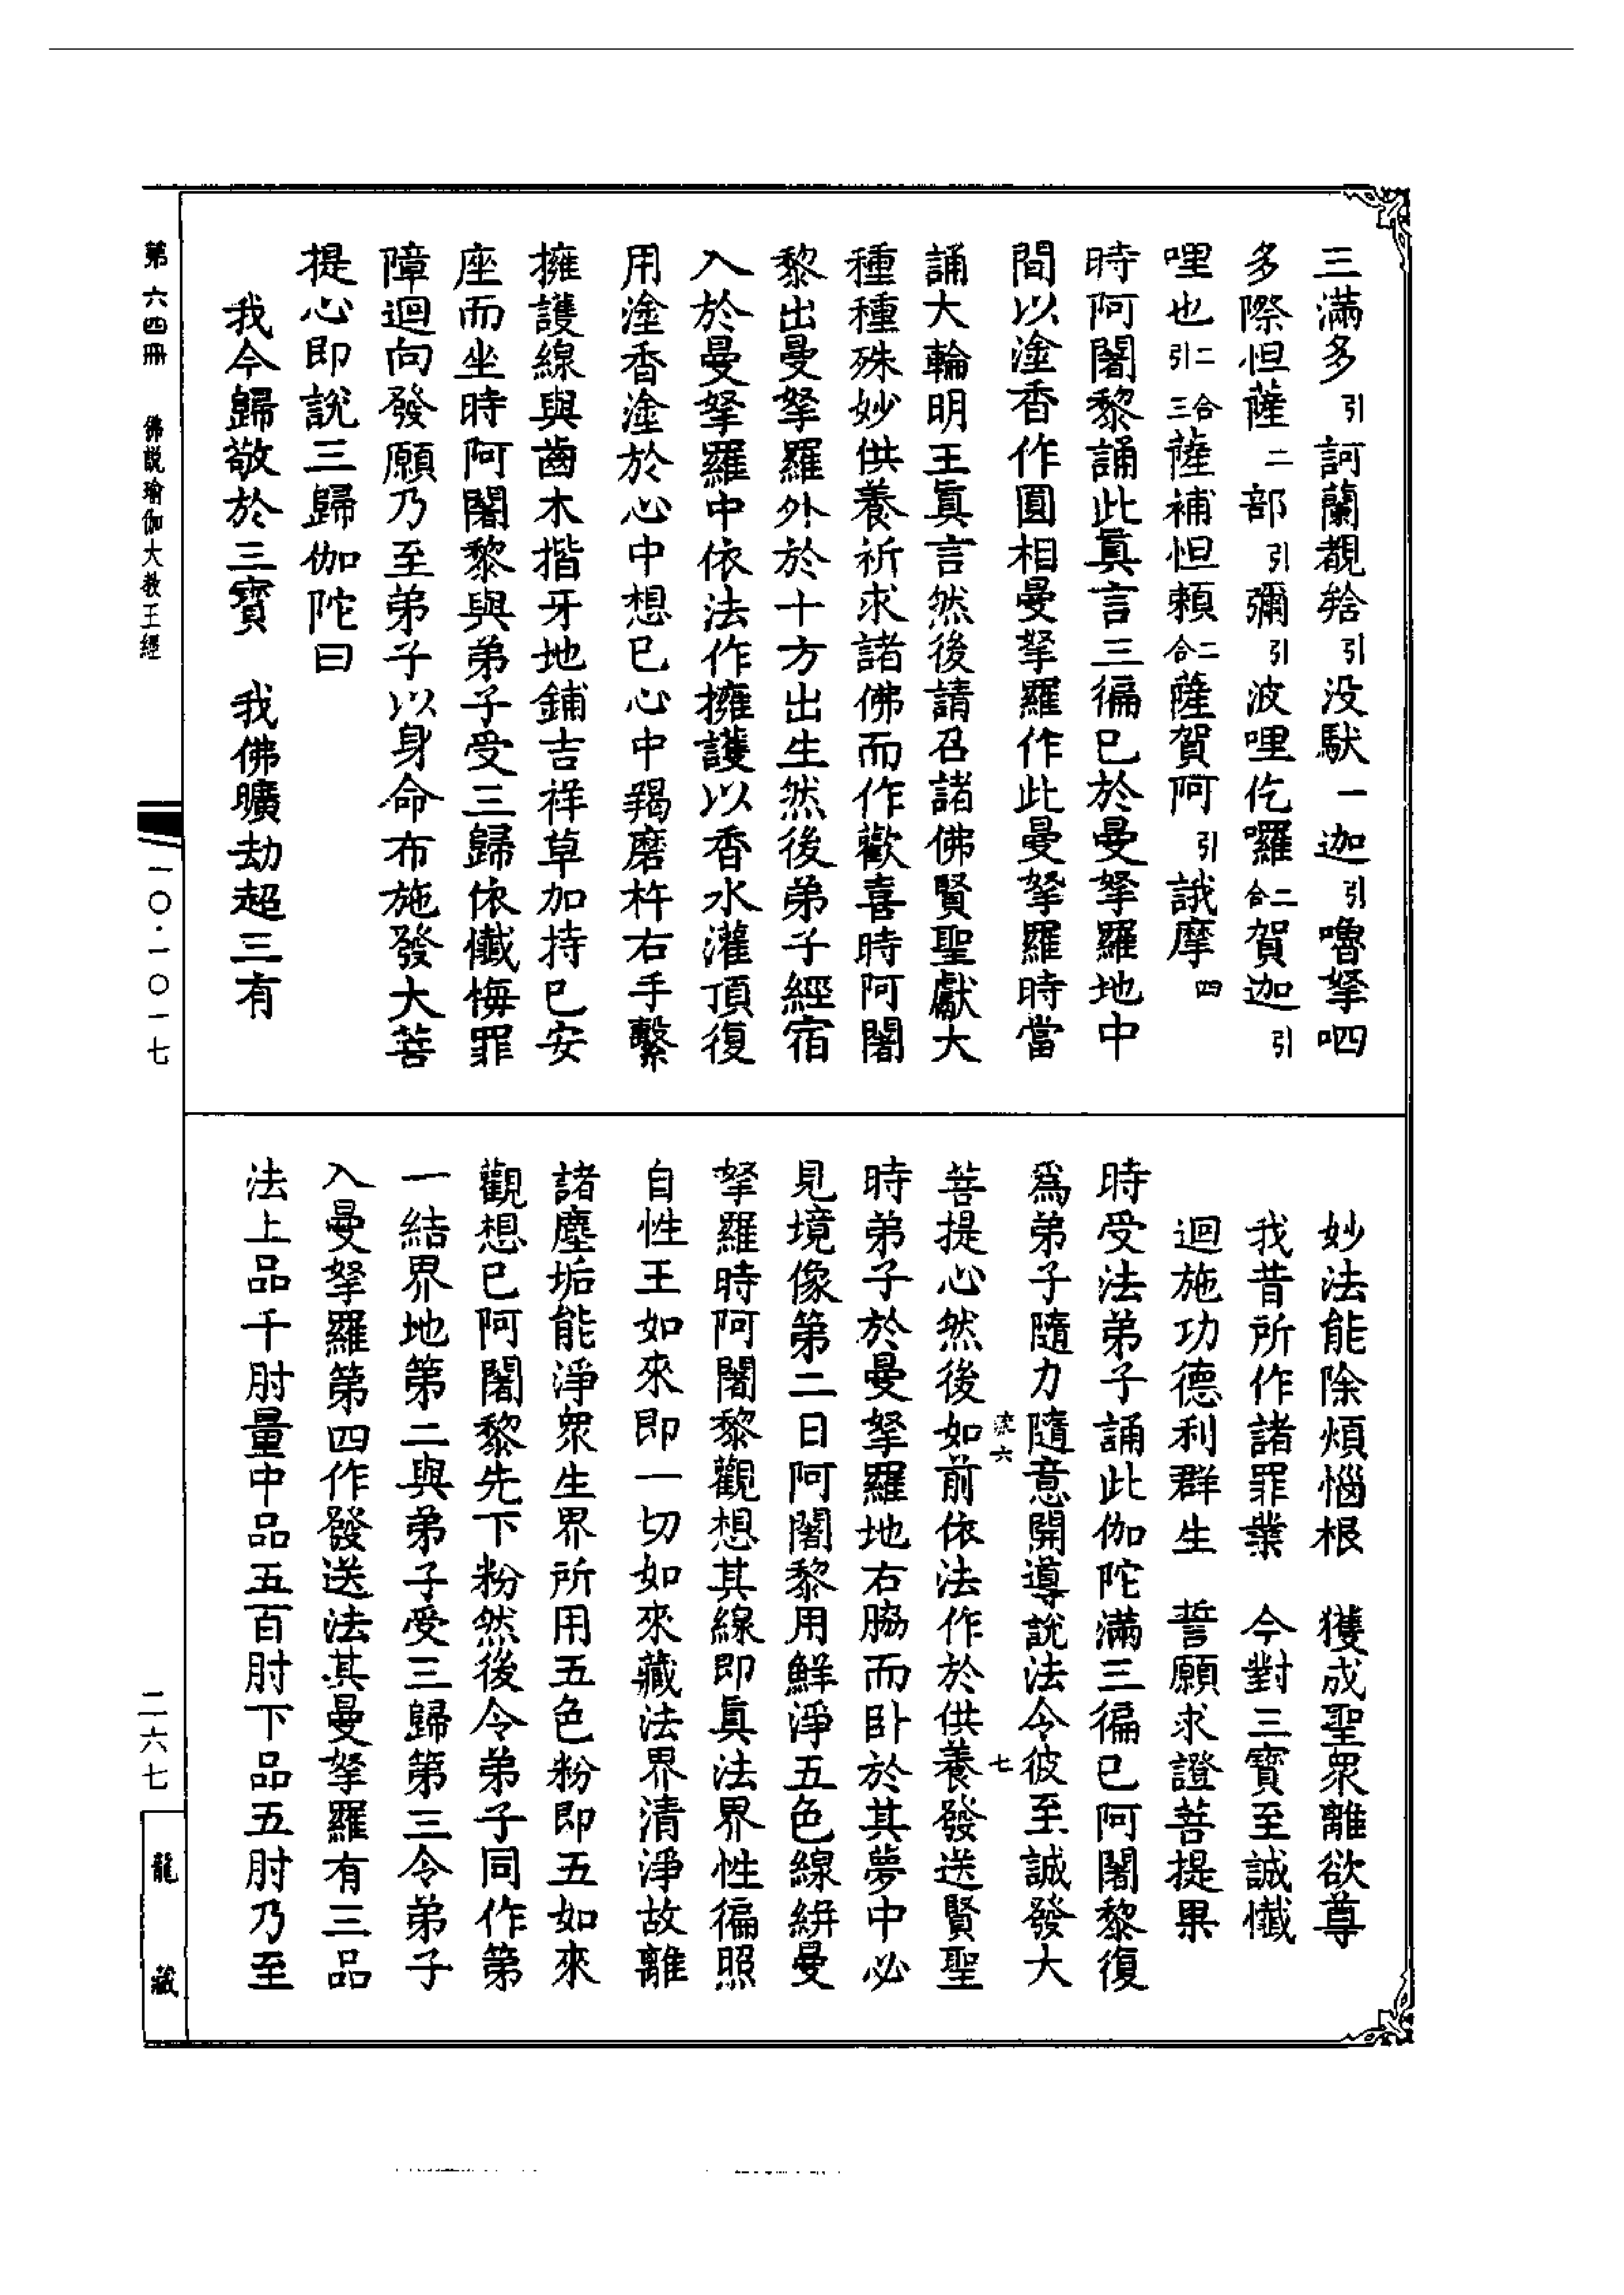 三滿多引訶蘭覩㗶引没馱一迦引嚕拏呬
多際怛薩二部引彌引波哩仡囉二合賀迦引
哩也二合引三薩補怛賴二合薩賀阿引誐摩四
時阿闍黎誦此眞言三徧已於曼拏羅地中
間以塗香作圓相曼拏羅作此曼拏羅時當
誦大輪明王眞言然後請召諸佛賢聖獻大
種種殊妙供養祈求諸佛而作歡喜時阿闍
黎出曼拏羅外於十方出生然後弟子經宿
入於曼拏羅中依法作擁護以香水灌頂復
用塗香塗於心中想已心中羯磨杵右手繫
擁護線與齒木揩牙地鋪吉祥草加持已安
座而坐時阿闍黎與弟子受三歸依懺悔罪
障迴向發願乃至弟子以身命布施發大菩
提心即說三歸伽陀曰
我今歸敬於三寶　我佛曠劫超三有
妙法能除煩惱根　獲成聖衆離欲尊
我昔所作諸罪業　今對三寶至誠懺
迴施功德利群生　誓願求證菩提果
時受法弟子誦此伽陀滿三徧已阿闍黎復
爲弟子隨力隨意開導說法令彼至誠發大
菩提心然後如前依法作於供養發送賢聖
時弟子於曼拏羅地右脇而卧於其夢中必
見境像第二日阿闍黎用鮮淨五色線絣曼
拏羅時阿闍黎觀想其線即眞法界性徧照
自性王如來即一切如來藏法界清淨故離
諸塵垢能淨衆生界所用五色粉即五如來
觀想已阿闍黎先下粉然後令弟子同作第
一結界地第二與弟子受三歸第三令弟子
入曼拏羅第四作發送法其曼拏羅有三品
法上品千肘量中品五百肘下品五肘乃至
第六四冊　佛説瑜伽大教王經
一〇·一〇一七
二六七
龍藏
六
七